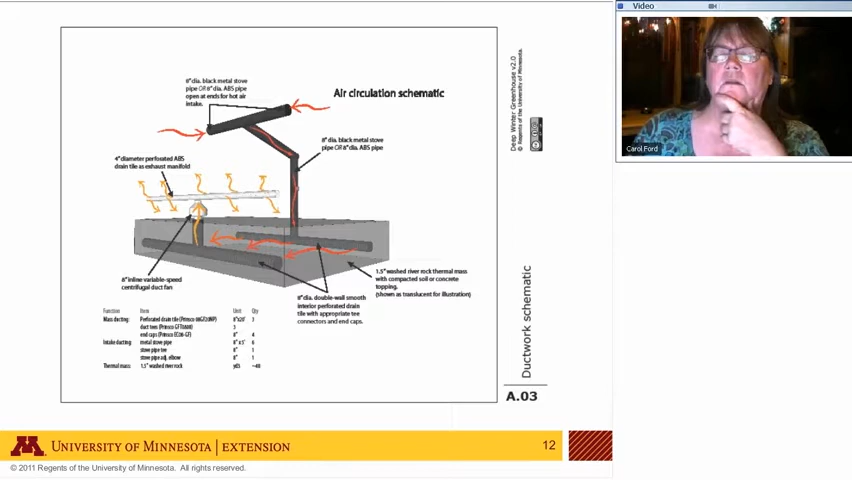 Video
Carol Ford
Air circulation schematic
8" dia. black metal stove
pipe OR 8" dia. ABS pipe
open at ends for hot air
intake.
8" dia. black metal stove
pipe OR 8" dia. ABS pipe
4" diameter perforated ABS
drain tile as exhaust manifold
8" inline variable-speed
centrifugal duct fan
1.5" washed river rock thermal mass
with compacted soil or concrete
topping.
(shown as translucent for illustration)
8" dia. double-wall smooth
interior perforated drain
tile with appropriate tee
connectors and end caps.
Function Item Unit Qty
Mass ducting: Perforated drain tile
duct tees
end caps 8" 4
Intake ducting: metal stove pipe 8" x 5' 6
stove pipe tee 8" 1
stove pipe adj. elbow 8" 1
Thermal mass: 1.5" washed river rock yds ~40
Deep Winter Greenhouse v2.0
© Regents of the University of Minnesota.
Ductwork schematic
A.03
UNIVERSITY OF MINNESOTA | EXTENSION
12
© 2011 Regents of the University of Minnesota. All rights reserved.